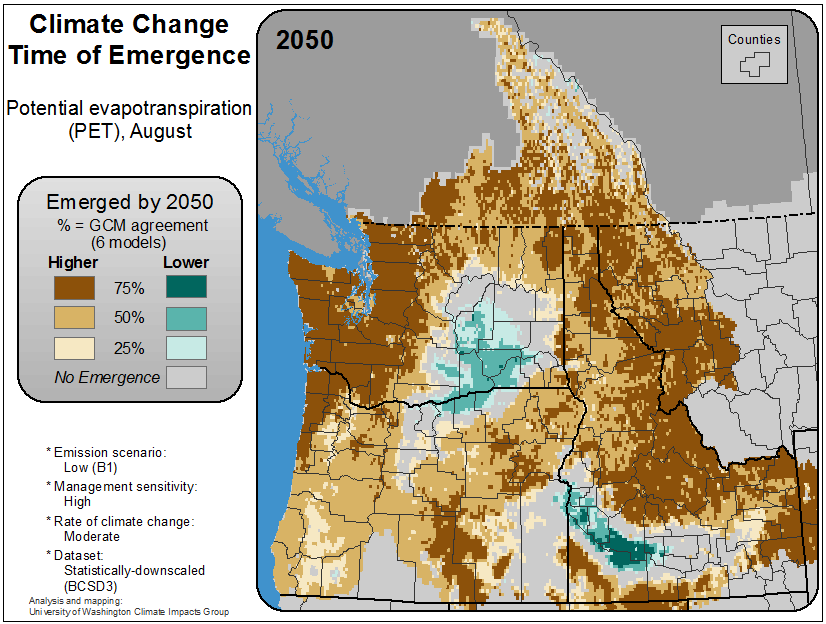 Climate Change
Time of Emergence
Potential evapotranspiration
(PET), August
Emerged by 2050
% = GCM agreement
(6 models)
Higher Lower
75%
50%
25%
No Emergence
* Emission scenario:
Low (B1)
* Management sensitivity:
High
* Rate of climate change:
Moderate
* Dataset:
Statistically-downscaled
(BCSD3)
Analysis and mapping:
University of Washington Climate Impacts Group
2050
Counties